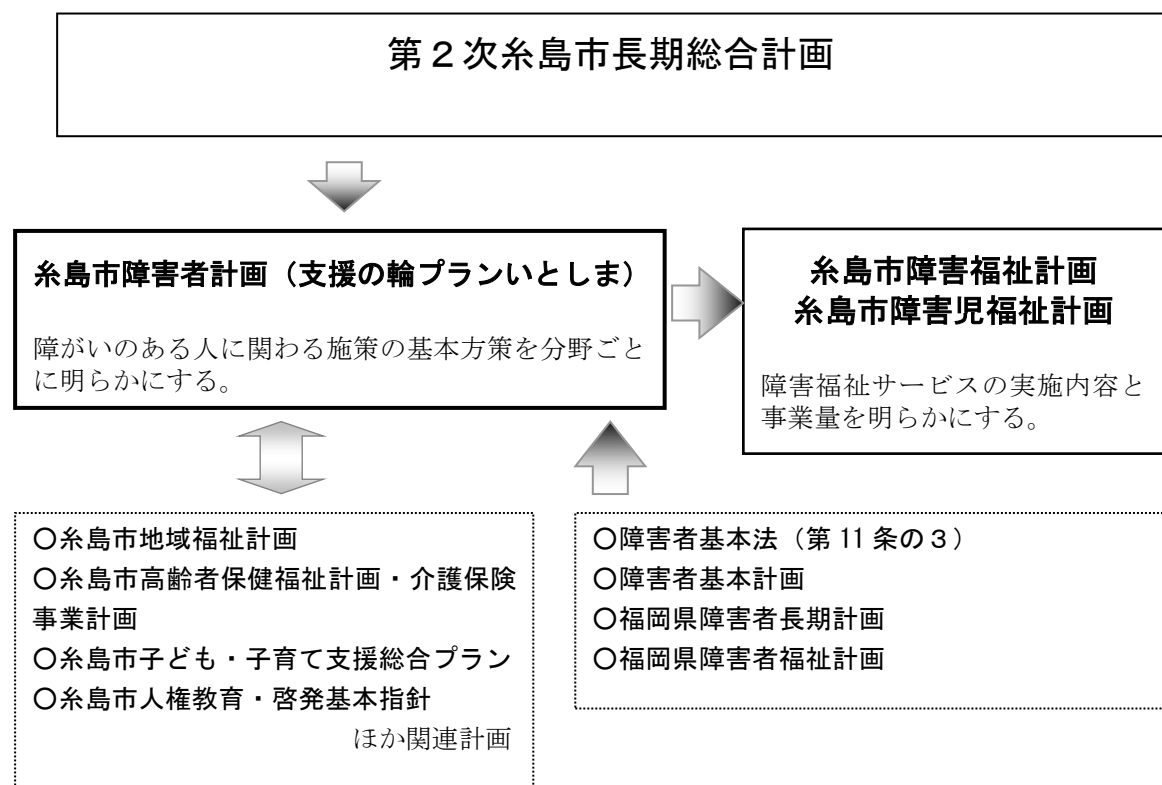 第２次糸島市長期総合計画
糸島市障害者計画（支援の輪プランいとしま）
障がいのある人に関わる施策の基本方策を分野ごと
に明らかにする。
糸島市障害福祉計画
糸島市障害児福祉計画
障害福祉サービスの実施内容と
事業量を明らかにする。
〇糸島市地域福祉計画
〇糸島市高齢者保健福祉計画・介護保険
事業計画
〇糸島市子ども・子育て支援総合プラン
〇糸島市人権教育・啓発基本指針
ほか関連計画
〇障害者基本法（第 11 条の３）
〇障害者基本計画
〇福岡県障害者長期計画
〇福岡県障害者福祉計画